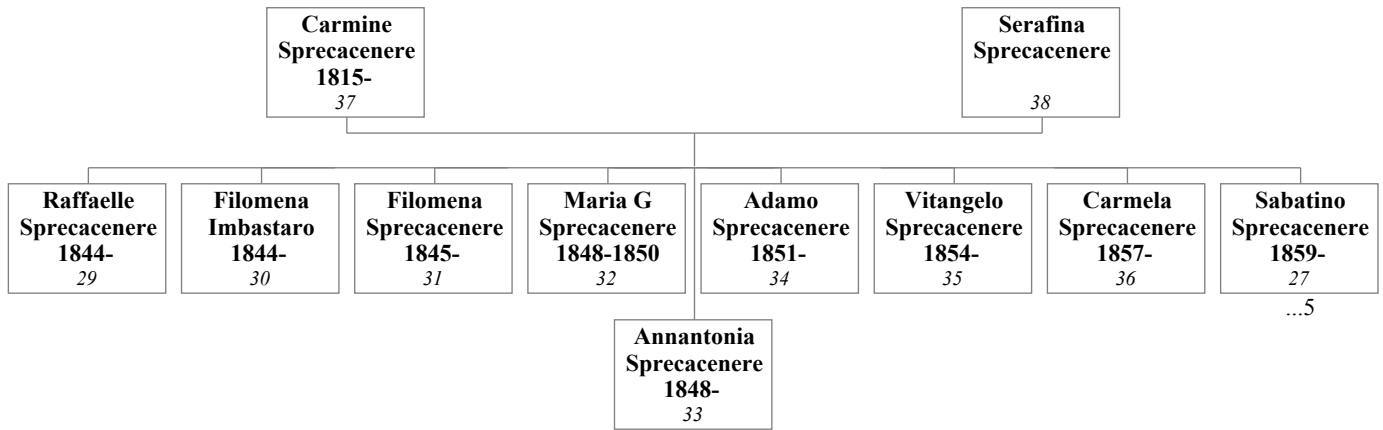 Carmine
Sprecacenere
1815-
37
Serafina
Sprecacenere
38
Raffaelle
Sprecacenere
1844-
29
Filomena
Imbastaro
1844-
30
Filomena
Sprecacenere
1845-
31
Maria G
Sprecacenere
1848-1850
32
Adamo
Sprecacenere
1851-
34
Vitangelo
Sprecacenere
1854-
35
Carmela
Sprecacenere
1857-
36
Sabatino
Sprecacenere
1859-
27
...5
Annantonia
Sprecacenere
1848-
33